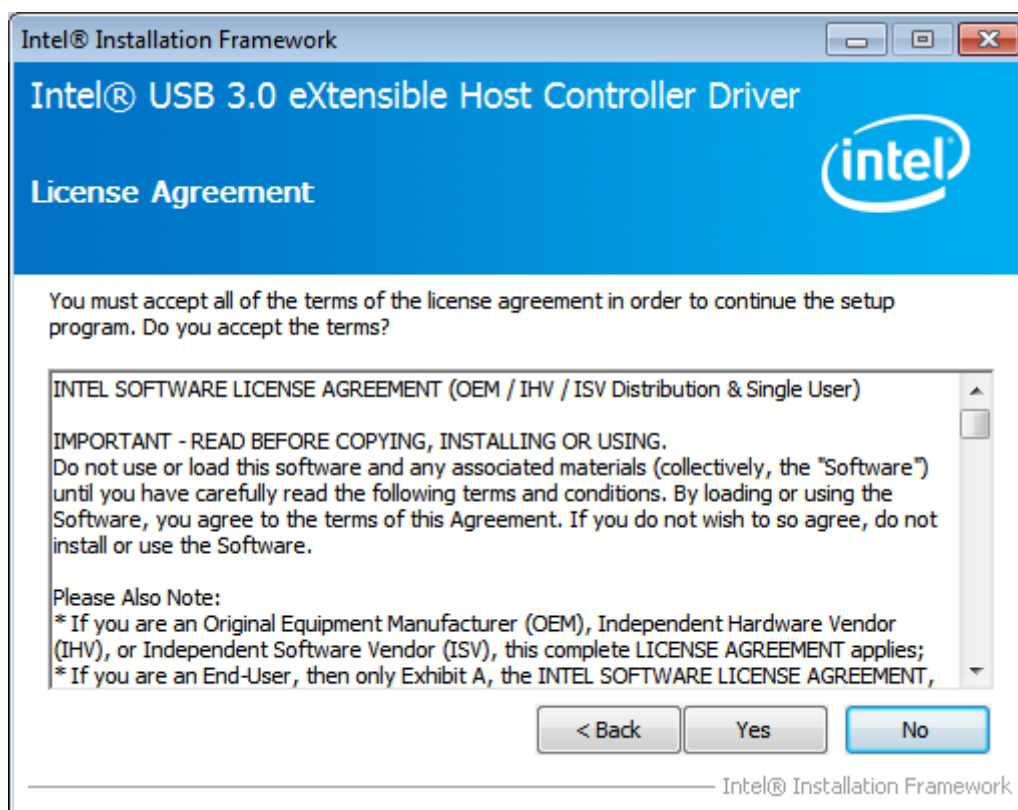 Intel® Installation Framework
Intel® USB 3.0 eXtensible Host Controller Driver
intel
License Agreement
You must accept all of the terms of the license agreement in order to continue the setup
program. Do you accept the terms?
INTEL SOFTWARE LICENSE AGREEMENT (OEM / IHV / ISV Distribution & Single User)
IMPORTANT - READ BEFORE COPYING, INSTALLING OR USING.
Do not use or load this software and any associated materials (collectively, the "Software")
until you have carefully read the following terms and conditions. By loading or using the
Software, you agree to the terms of this Agreement. If you do not wish to so agree, do not
install or use the Software.
Please Also Note:
* If you are an Original Equipment Manufacturer (OEM), Independent Hardware Vendor
(IHV), or Independent Software Vendor (ISV), this complete LICENSE AGREEMENT applies;
* If you are an End-User, then only Exhibit A, the INTEL SOFTWARE LICENSE AGREEMENT,
< Back Yes No
Intel® Installation Framework